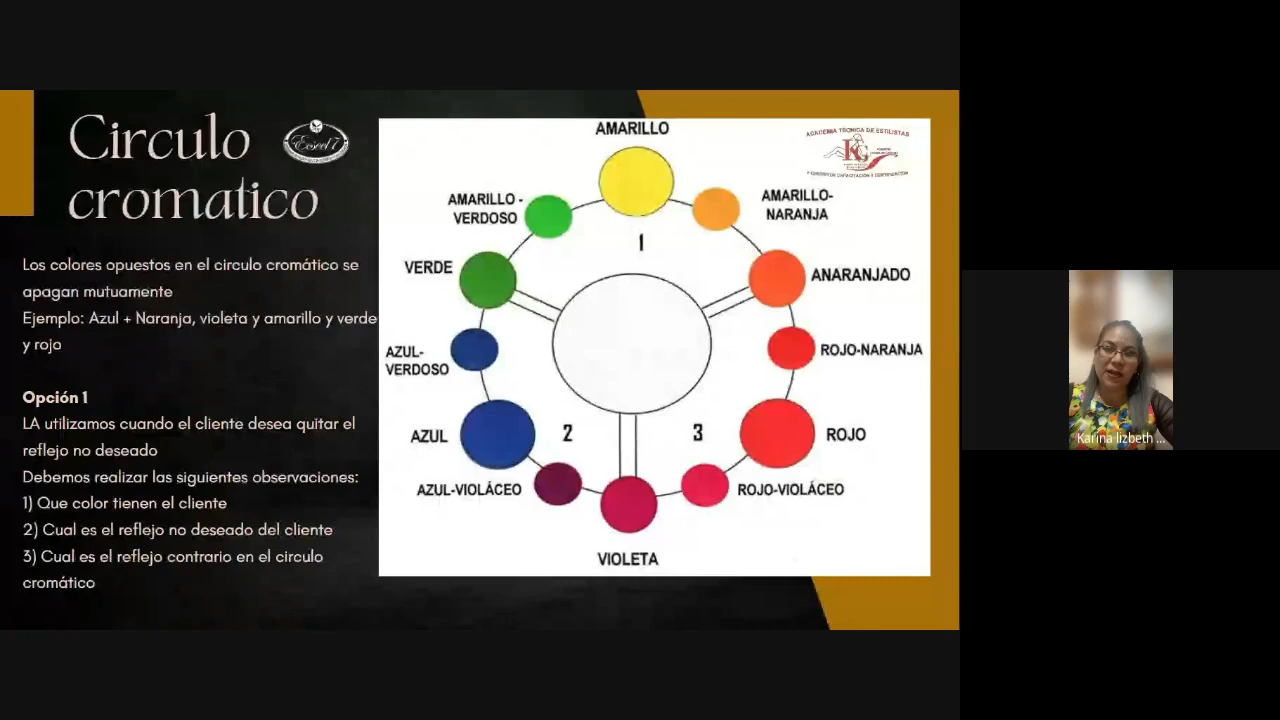 Circulo
cromatico
Los colores opuestos en el circulo cromático se
apagan mutuamente
Ejemplo: Azul + Naranja, violeta y amarillo y verde
y rojo
Opción 1
LA utilizamos cuando el cliente desea quitar el
reflejo no deseado
Debemos realizar las siguientes observaciones:
1) Que color tienen el cliente
2) Cual es el reflejo no deseado del cliente
3) Cual es el reflejo contrario en el circulo
cromático
ACADEMIA TÉCNICA DE ESTILISTAS
KG
AMARILLO
AMARILLO -
VERDOSO
AMARILLO-
NARANJA
1
VERDE
ANARANJADO
AZUL-
VERDOSO
ROJO-NARANJA
AZUL
2
3
ROJO
AZUL-VIOLÁCEO
ROJO-VIOLÁCEO
VIOLETA
Karina lizbeth ...